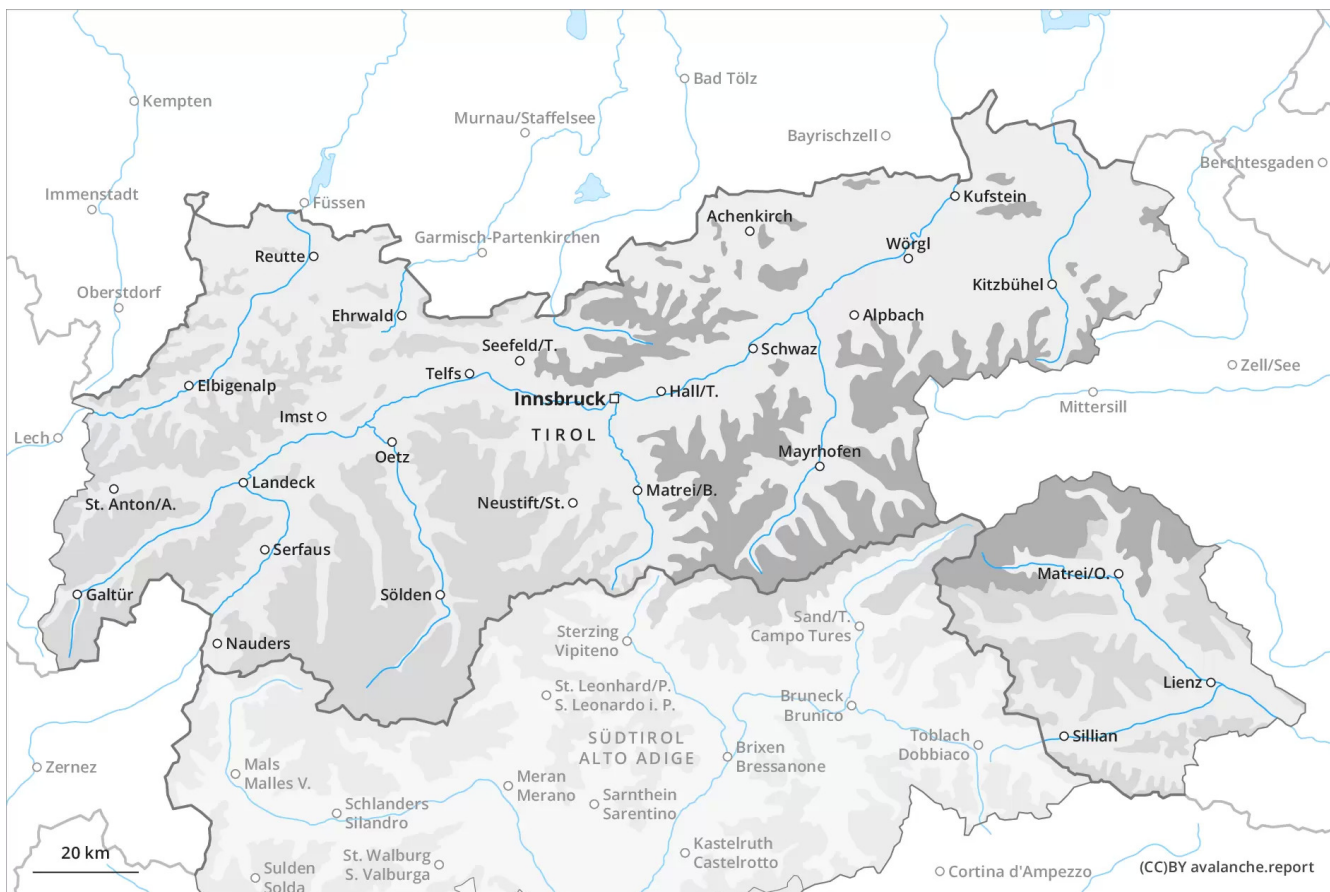 Bad Tölz
Kempten
Murnau/Staffelsee
Bayrischzell
Berchtesgaden
Immenstadt
Füssen
Kufstein
Achenkirch
Garmisch-Partenkirchen
Wörgl
Reutte
Kitzbühel
Oberstdorf
Ehrwald
Alpbach
Seefeld/T.
Schwaz
Zell/See
Telfs
Elbigenalp
Innsbruck
Hall/T.
Mittersill
Imst
Lech
TIROL
Oetz
Mayrhofen
Landeck
St. Anton/A.
Neustift/St.
Matrei/B.
Serfaus
Matrei/O.
Galtür
Sölden
Sand/T.
Campo Tures
Sterzing
Vipiteno
Nauders
Lienz
St. Leonhard/P.
S. Leonardo i. P.
Bruneck
Brunico
SÜDTIROL
ALTO ADIGE
Toblach
Dobbiaco
Sillian
Brixen
Bressanone
Zernez
Mals
Malles V.
Meran
Merano
Sarnthein
Sarentino
Schlanders
Silandro
Kastelruth
Castelrotto
20 km
St. Walburg
S. Valburga
Sulden
Solda
Cortina d'Ampezzo
(CC)BY avalanche.report